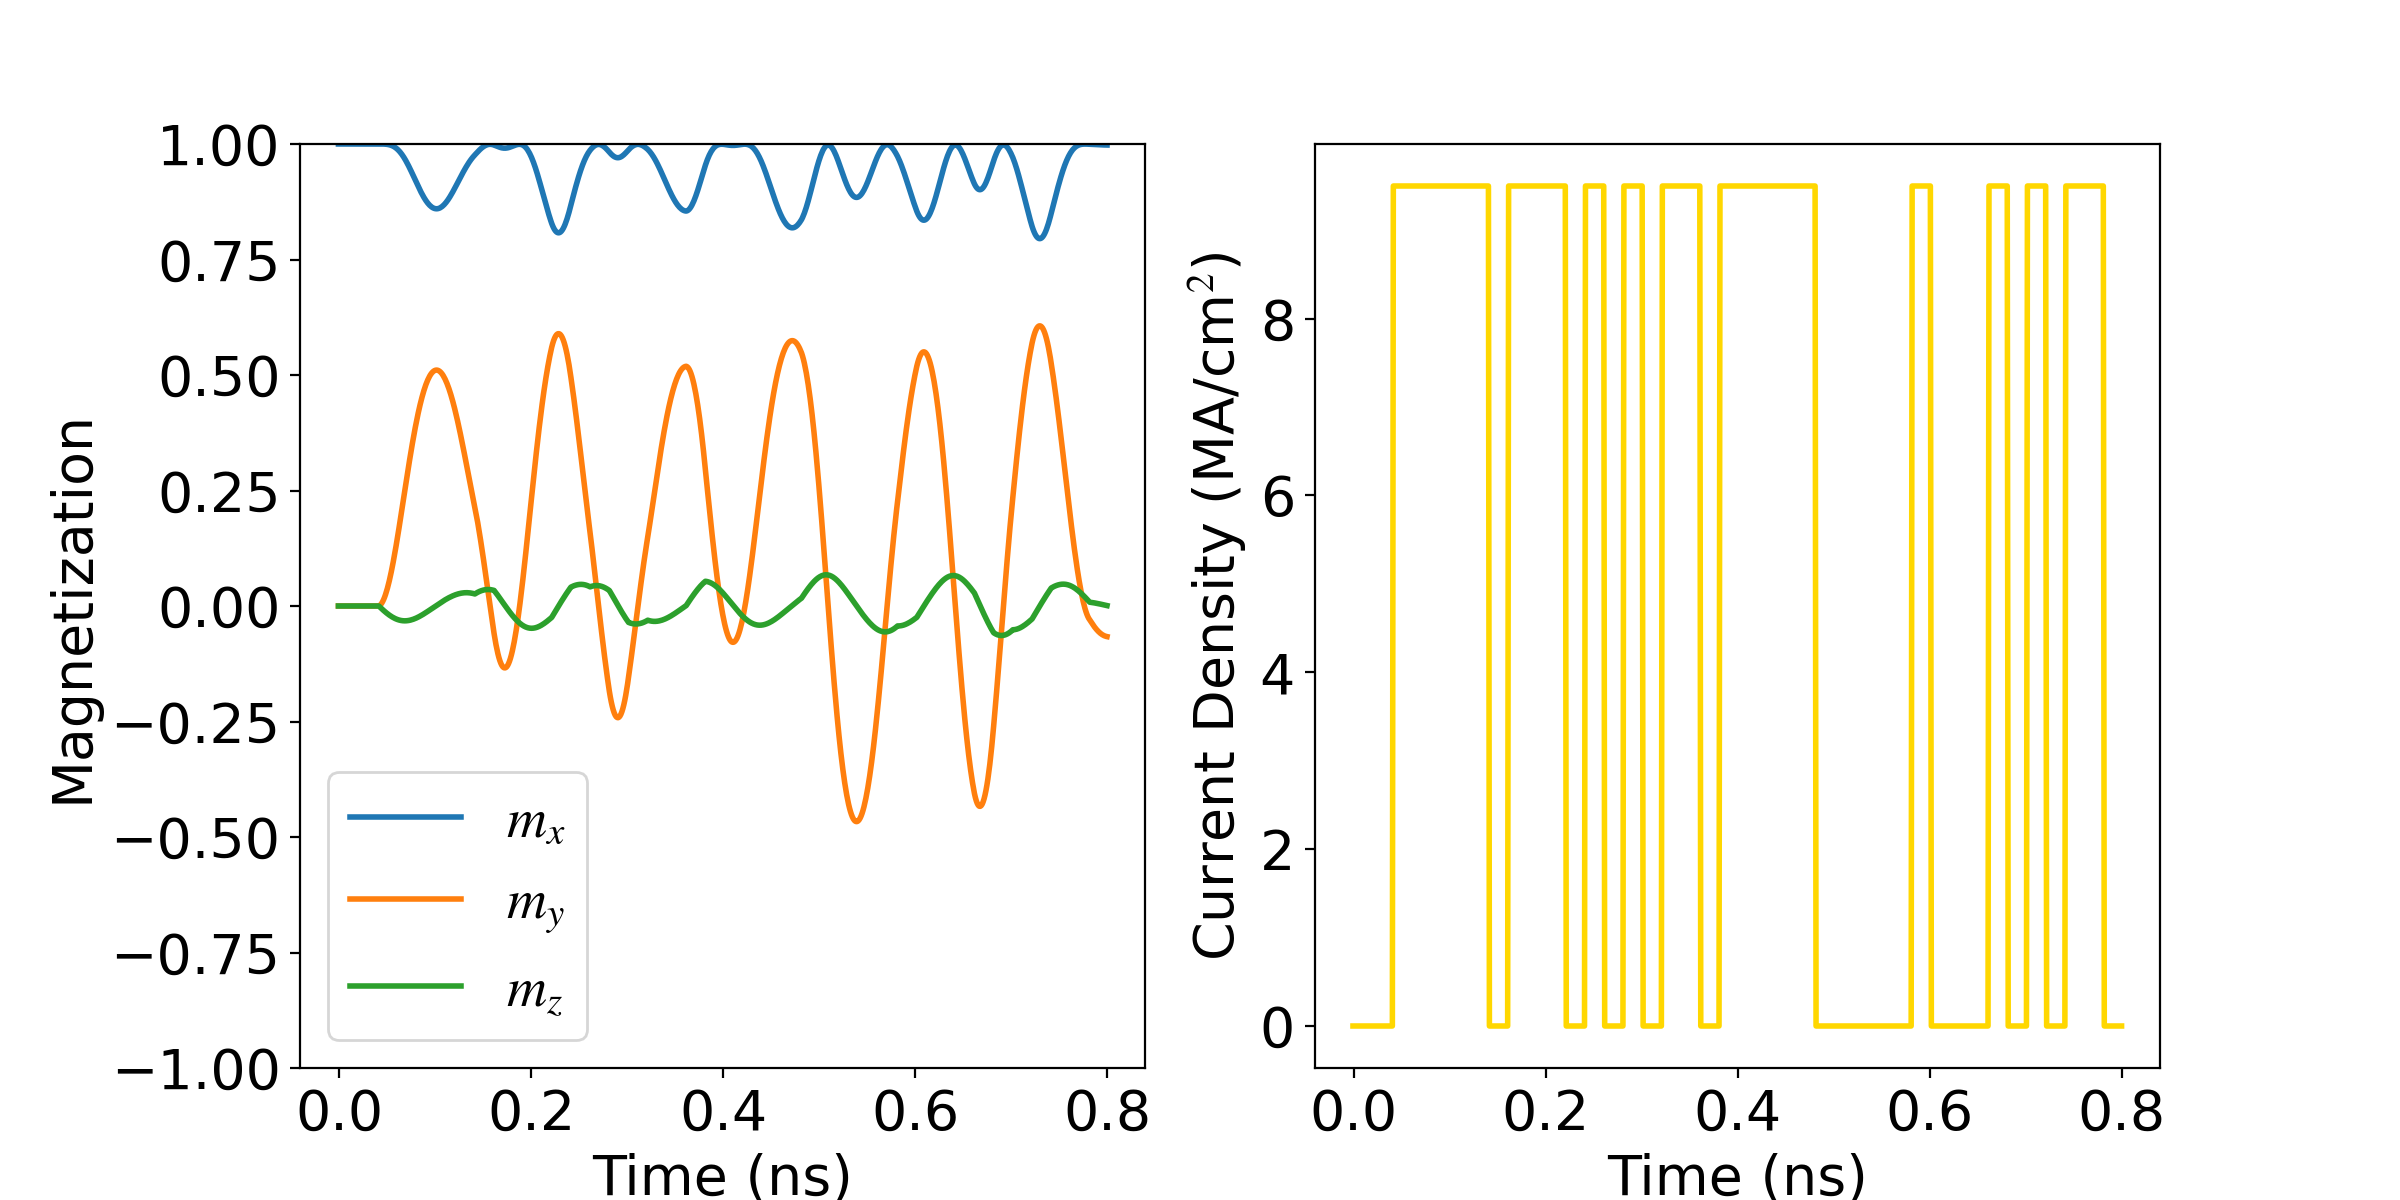 1.00
0.75
0.50
0.25
0.00
−0.25
−0.50
−0.75
−1.00
Magnetization
m_x
m_y
m_z
0.0 0.2 0.4 0.6 0.8
Time (ns)
8
6
4
2
0
Current Density (MA/cm²)
0.0 0.2 0.4 0.6 0.8
Time (ns)